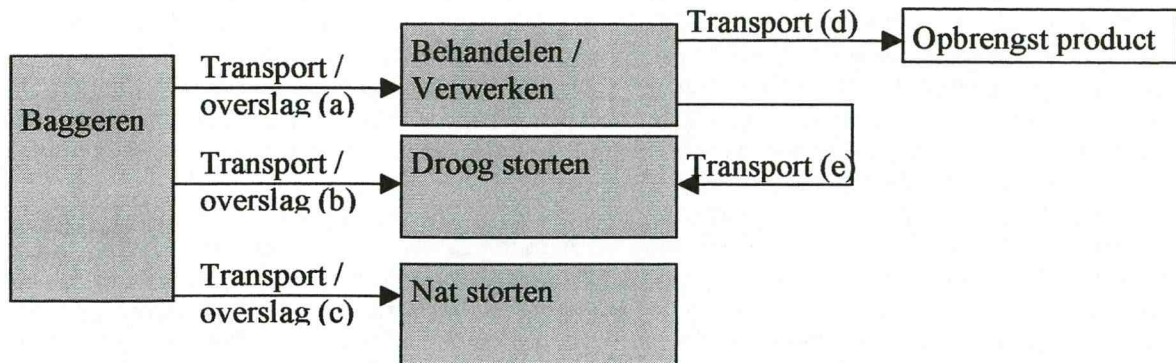 Baggeren
Transport /
overslag (a)
Transport /
overslag (b)
Transport /
overslag (c)
Behandelen /
Verwerken
Droog storten
Nat storten
Transport (d)
Transport (e)
Opbrengst product